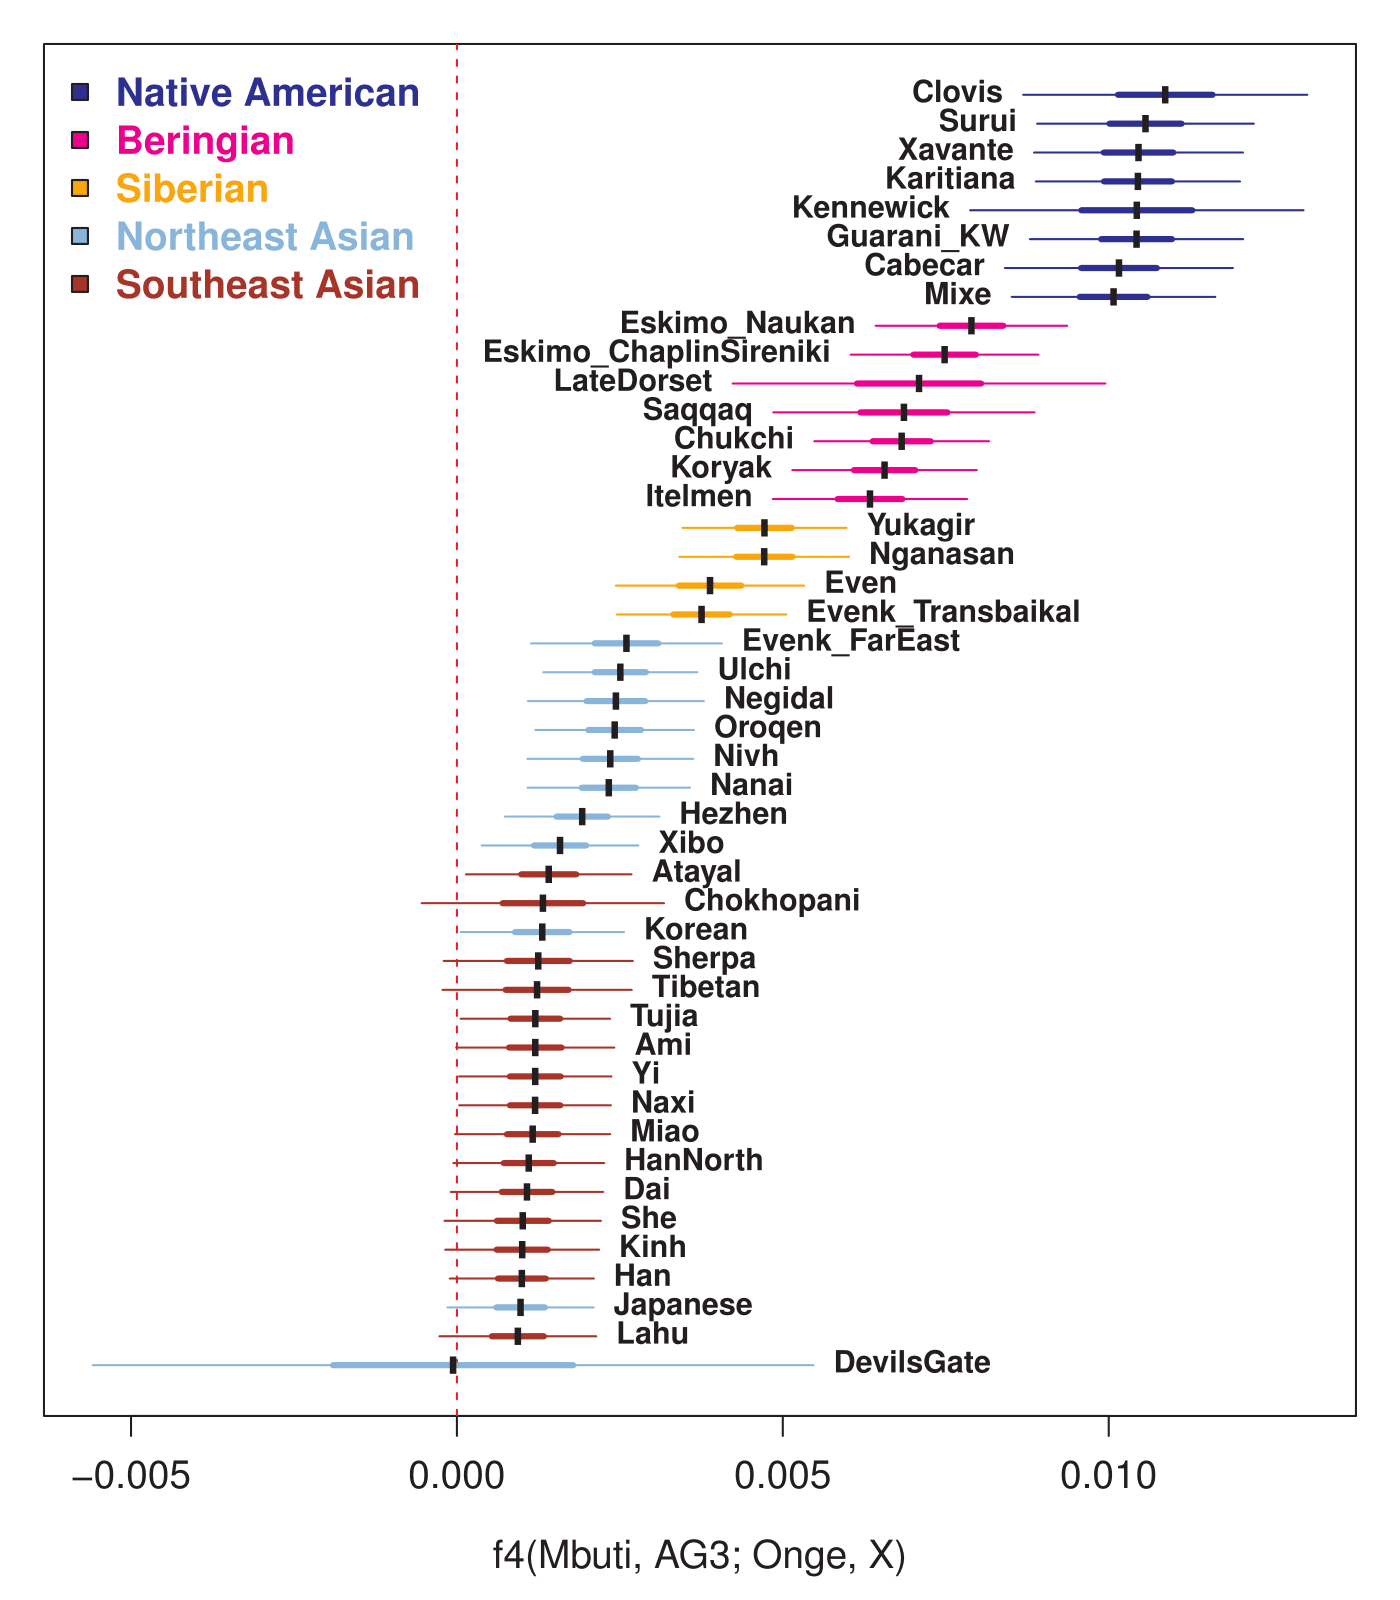 Native American
Beringian
Siberian
Northeast Asian
Southeast Asian
Clovis
Surui
Xavante
Karitiana
Kennewick
Guarani_KW
Cabecar
Mixe
Eskimo_Naukan
Eskimo_ChaplinSireniki
LateDorset
Saqqaq
Chukchi
Koryak
Itelmen
Yukagir
Nganasan
Even
Evenk_Transbaikal
Evenk_FarEast
Ulchi
Negidal
Oroqen
Nivh
Nanai
Hezhen
Xibo
Atayal
Chokhopani
Korean
Sherpa
Tibetan
Tujia
Ami
Yi
Naxi
Miao
HanNorth
Dai
She
Kinh
Han
Japanese
Lahu
DevilsGate
−0.005 0.000 0.005 0.010
f4(Mbuti, AG3; Onge, X)